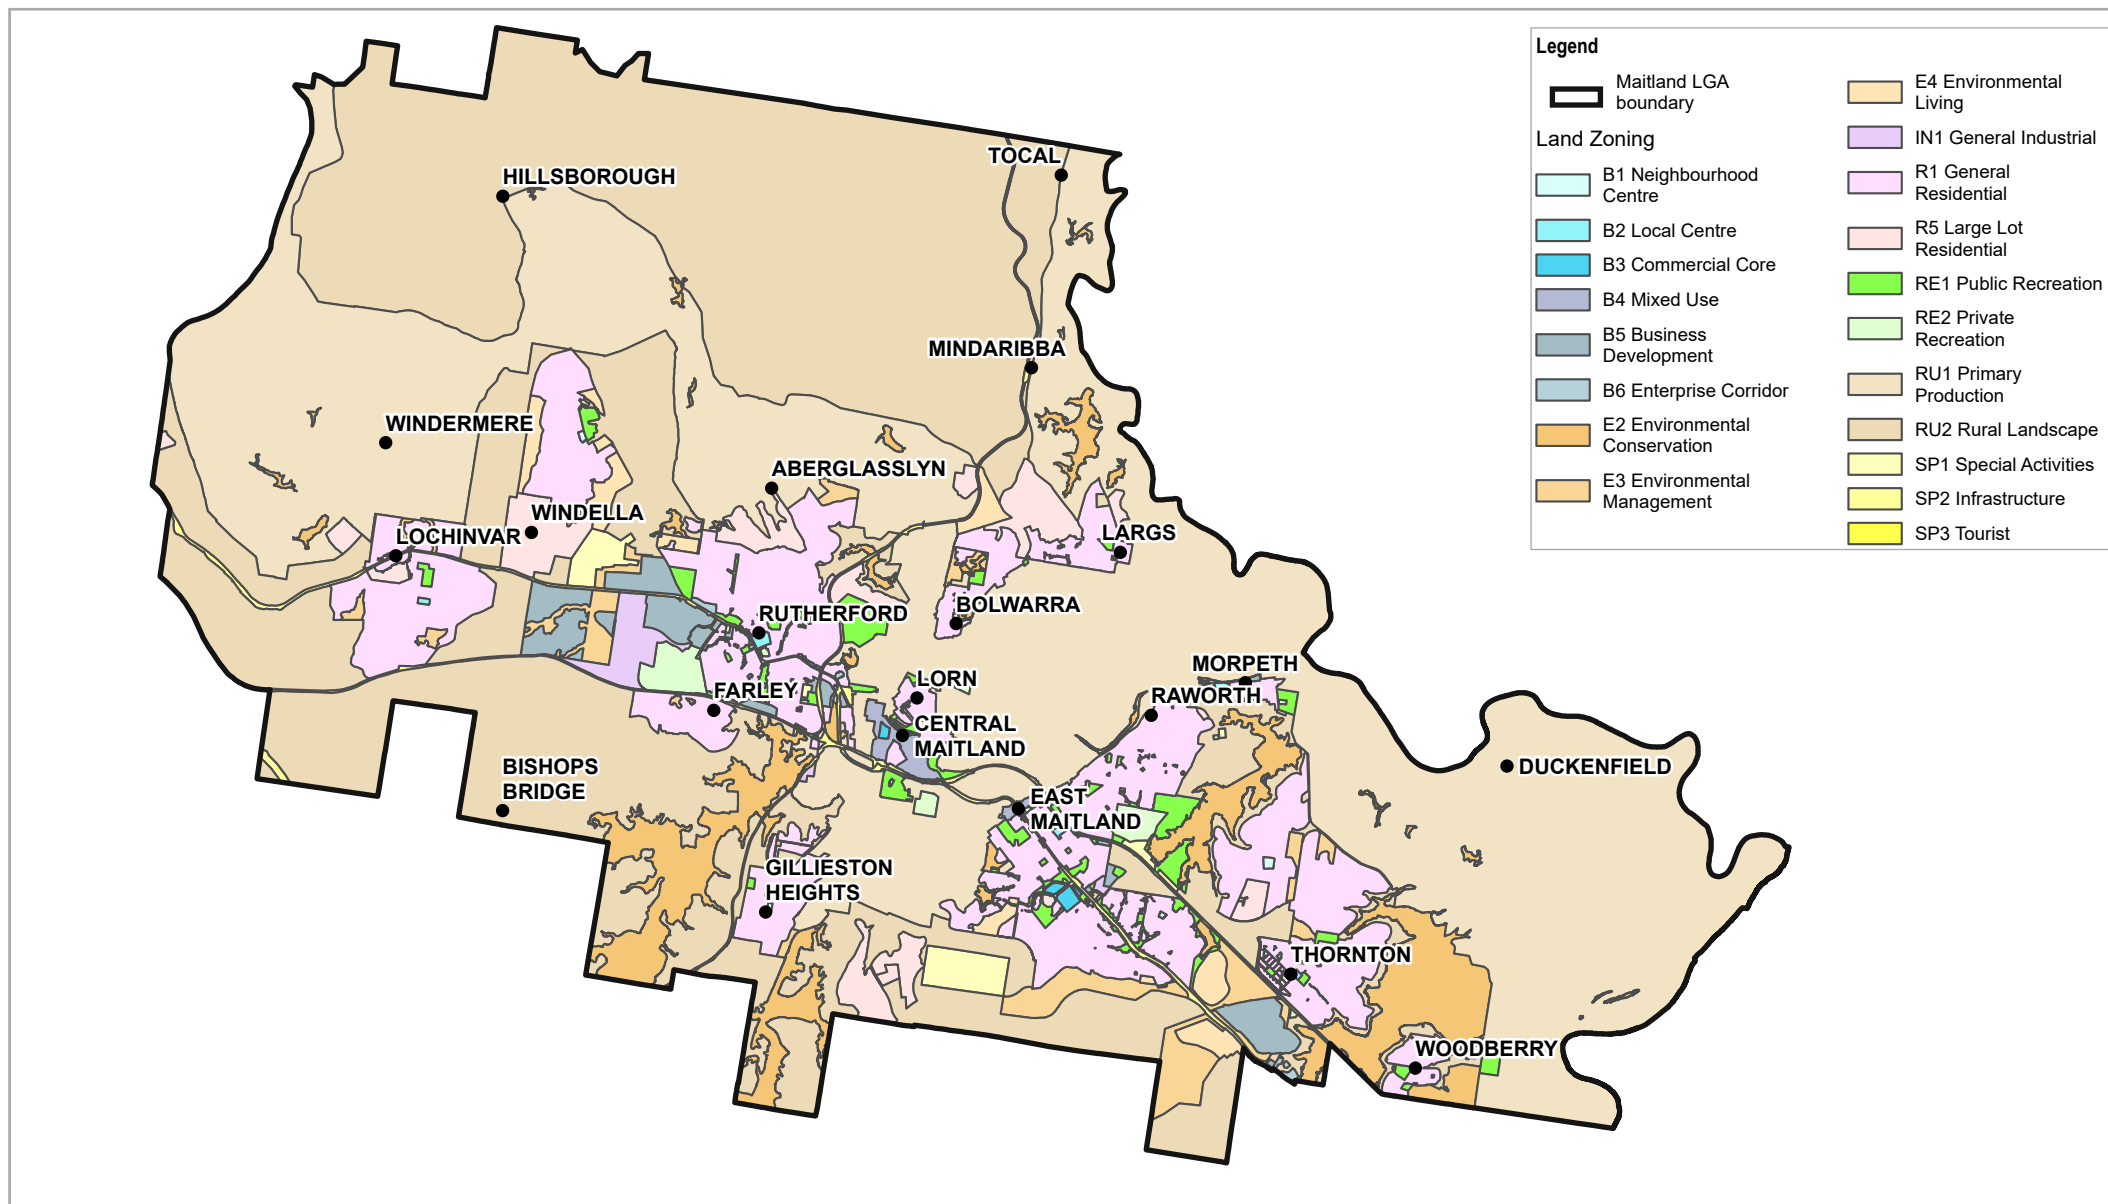 Legend
Maitland LGA
boundary
Land Zoning
B1 Neighbourhood
Centre
B2 Local Centre
B3 Commercial Core
B4 Mixed Use
B5 Business
Development
B6 Enterprise Corridor
E2 Environmental
Conservation
E3 Environmental
Management
E4 Environmental
Living
IN1 General Industrial
R1 General
Residential
R5 Large Lot
Residential
RE1 Public Recreation
RE2 Private
Recreation
RU1 Primary
Production
RU2 Rural Landscape
SP1 Special Activities
SP2 Infrastructure
SP3 Tourist
TOCAL
HILLSBOROUGH
MINDARIBBA
WINDERMERE
ABERGLASSLYN
WINDELLA
LOCHINVAR
LARGS
BOLWARRA
RUTHERFORD
MORPETH
LORN
FARLEY
RAWORTH
CENTRAL
MAITLAND
BISHOPS
BRIDGE
DUCKENFIELD
EAST
MAITLAND
GILLIESTON
HEIGHTS
THORNTON
WOODBERRY